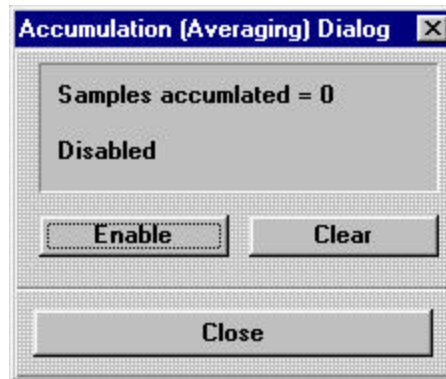 Accumulation (Averaging) Dialog
Samples accumlated = 0
Disabled
Enable Clear
Close